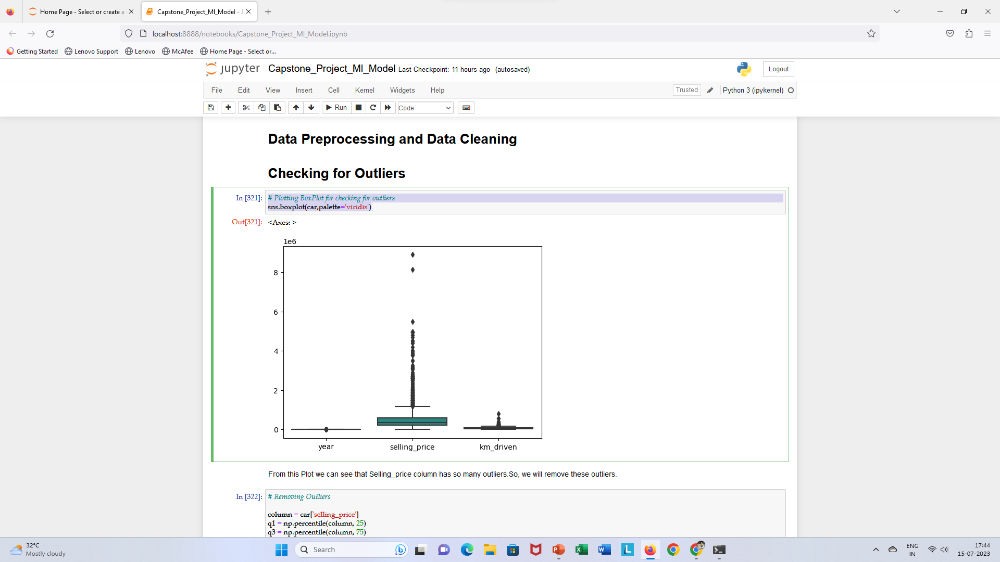 Home Page - Select or create a
Capstone_Project_Ml_Model - J
localhost:8888/notebooks/Capstone_Project_Ml_Model.ipynb
Getting Started Lenovo Support Lenovo McAfee Home Page - Select or...
jupyter Capstone_Project_Ml_Model Last Checkpoint: 11 hours ago (autosaved) Logout
File Edit View Insert Cell Kernel Widgets Help Trusted Python 3 (ipykernel)
Run Code
Data Preprocessing and Data Cleaning
Checking for Outliers
In [321]: # Plotting BoxPlot for checking for outliers
sns.boxplot(car,palette='viridis')
Out[321]: <Axes: >
1e6
8
6
4
2
0
year selling_price km_driven
From this Plot we can see that Selling_price column has so many outliers.So, we will remove these outliers.
In [322]: # Removing Outliers
column = car['selling_price']
q1 = np.percentile(column, 25)
q3 = np.percentile(column, 75)
32°C
Mostly cloudy
Search
ENG
IN
17:44
15-07-2023